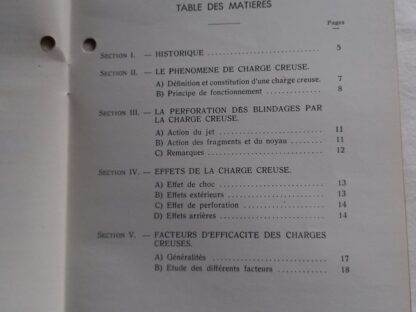 TABLE DES MATIERES
Pages
SECTION I. — HISTORIQUE .............................. 5
SECTION II. — LE PHENOMENE DE CHARGE CREUSE.
A) Définition et constitution d'une charge creuse. 7
B) Principe de fonctionnement .................. 8
SECTION III. — LA PERFORATION DES BLINDAGES PAR
LA CHARGE CREUSE.
A) Action du jet .............................. 11
B) Action des fragments et du noyau ............ 11
C) Remarques .................................. 12
SECTION IV. — EFFETS DE LA CHARGE CREUSE.
A) Effet de choc .............................. 13
B) Effets extérieurs .......................... 13
C) Effet de perforation ....................... 14
D) Effets arrières ............................ 14
SECTION V. — FACTEURS D'EFFICACITE DES CHARGES
CREUSES.
A) Généralités ................................ 17
B) Etude des différents facteurs ............... 18